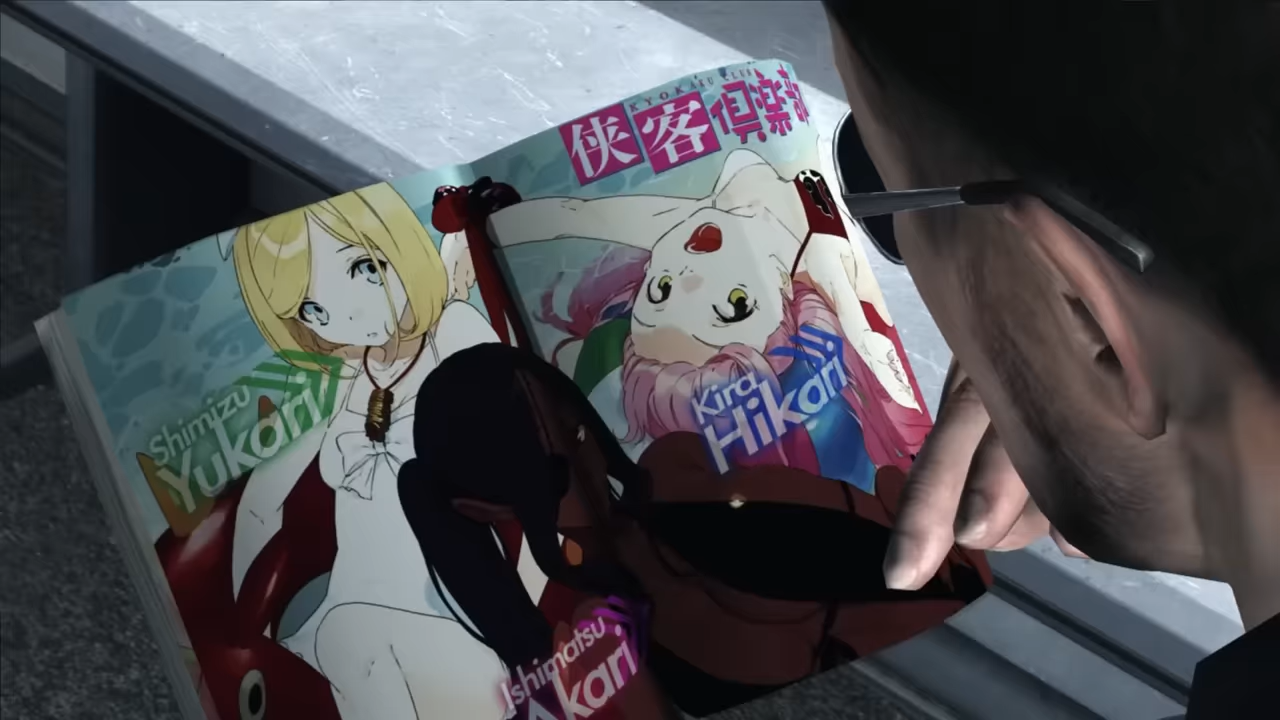 KYOKAKU CLUB
侠客倶楽部
Shimizu
Yukari
Kira
Hikari
Ishimatsu
Akari